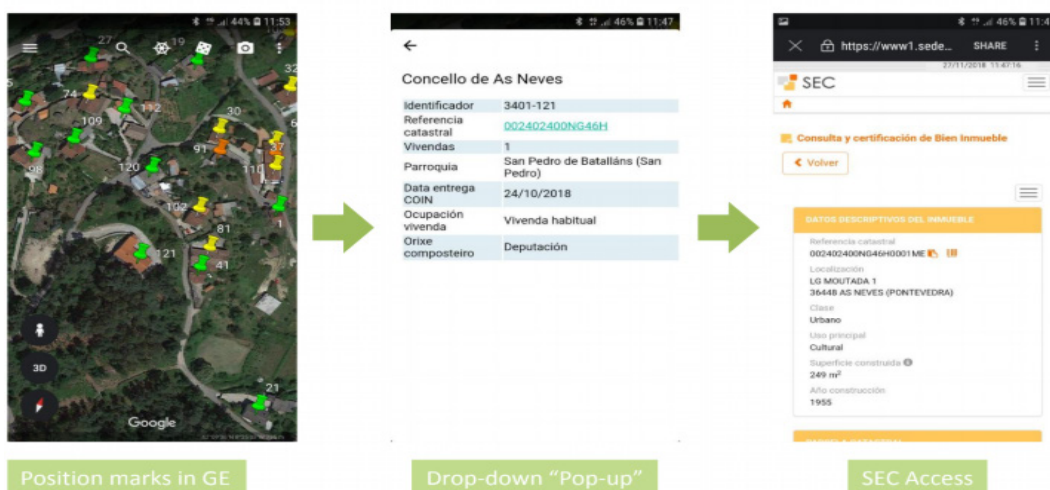 44% 11:53
27
19
32
74
112
109
30
91
37
98
120
110
102
1
81
121
41
3D
21
Google
Position marks in GE
46% 11:47
Concello de As Neves
Identificador 3401-121
Referencia catastral 002402400NG46H
Vivendas 1
Parroquia San Pedro de Batalláns (San Pedro)
Data entrega COIN 24/10/2018
Ocupación vivenda Vivenda habitual
Orixe composteiro Deputación
Drop-down “Pop-up”
46% 11:4
https://www1.sede... SHARE
27/11/2018 11:47:16
SEC
Consulta y certificación de Bien Inmueble
Volver
DATOS DESCRIPTIVOS DEL INMUEBLE
Referencia catastral
002402400NG46H0001ME
Localización
LG MOUTADA 1
36448 AS NEVES (PONTEVEDRA)
Clase
Urbano
Uso principal
Cultural
Superficie construida
249 m²
Año construcción
1955
PARCELA CATASTRAL
SEC Access